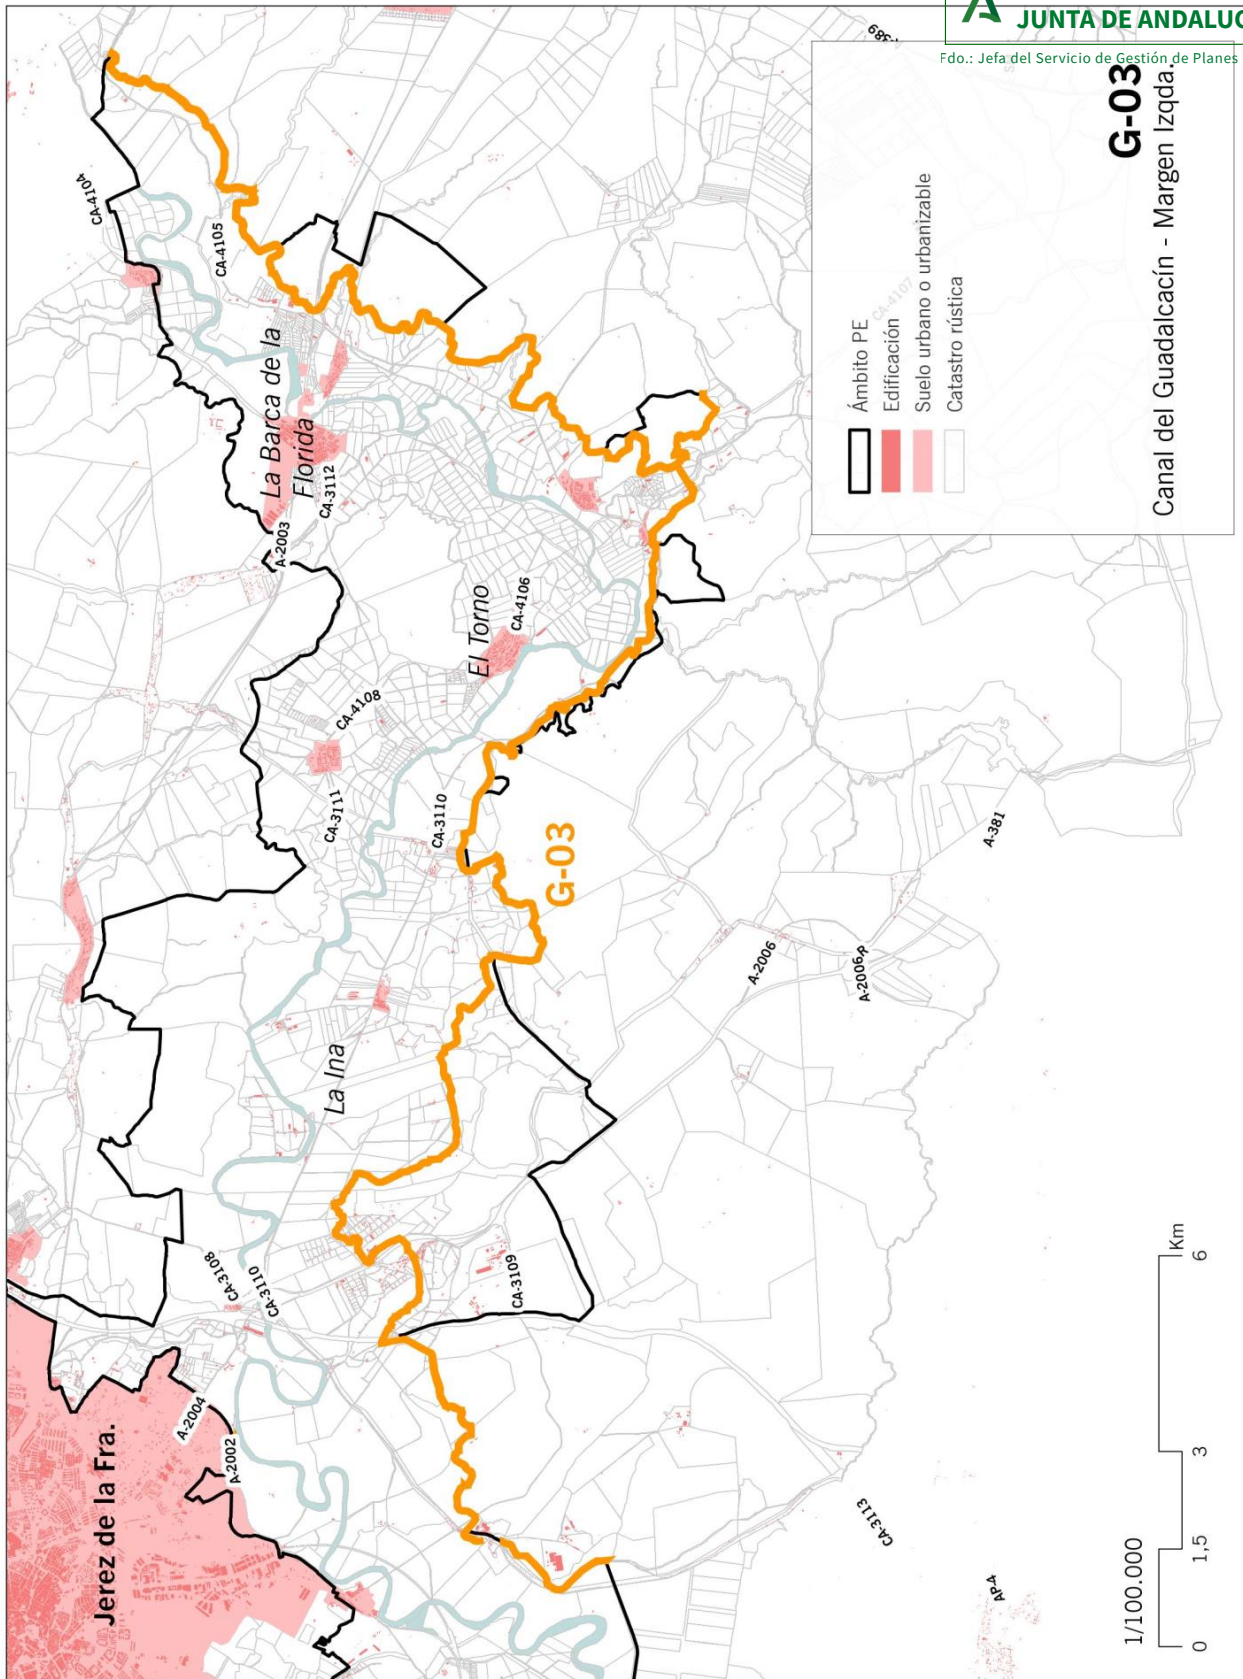 JUNTA DE ANDALUC
Fdo.: Jefa del Servicio de Gestión de Planes
G-03
Canal del Guadalcacín - Margen Izqda.
Ámbito PE
Edificación
Suelo urbano o urbanizable
Catastro rústica
CA-4107
CA-4104
CA-4105
La Barca de la
Florida
CA-3112
A-2003
El Torno
CA-4106
CA-4108
CA-3111
CA-3110
G-03
La Ina
A-381
A-2006
A-2006-R
CA-3109
CA-3108
CA-3110
Jerez de la Fra.
A-2004
A-2002
CA-3113
AP-4
1/100.000
0 1,5 3 6
Km